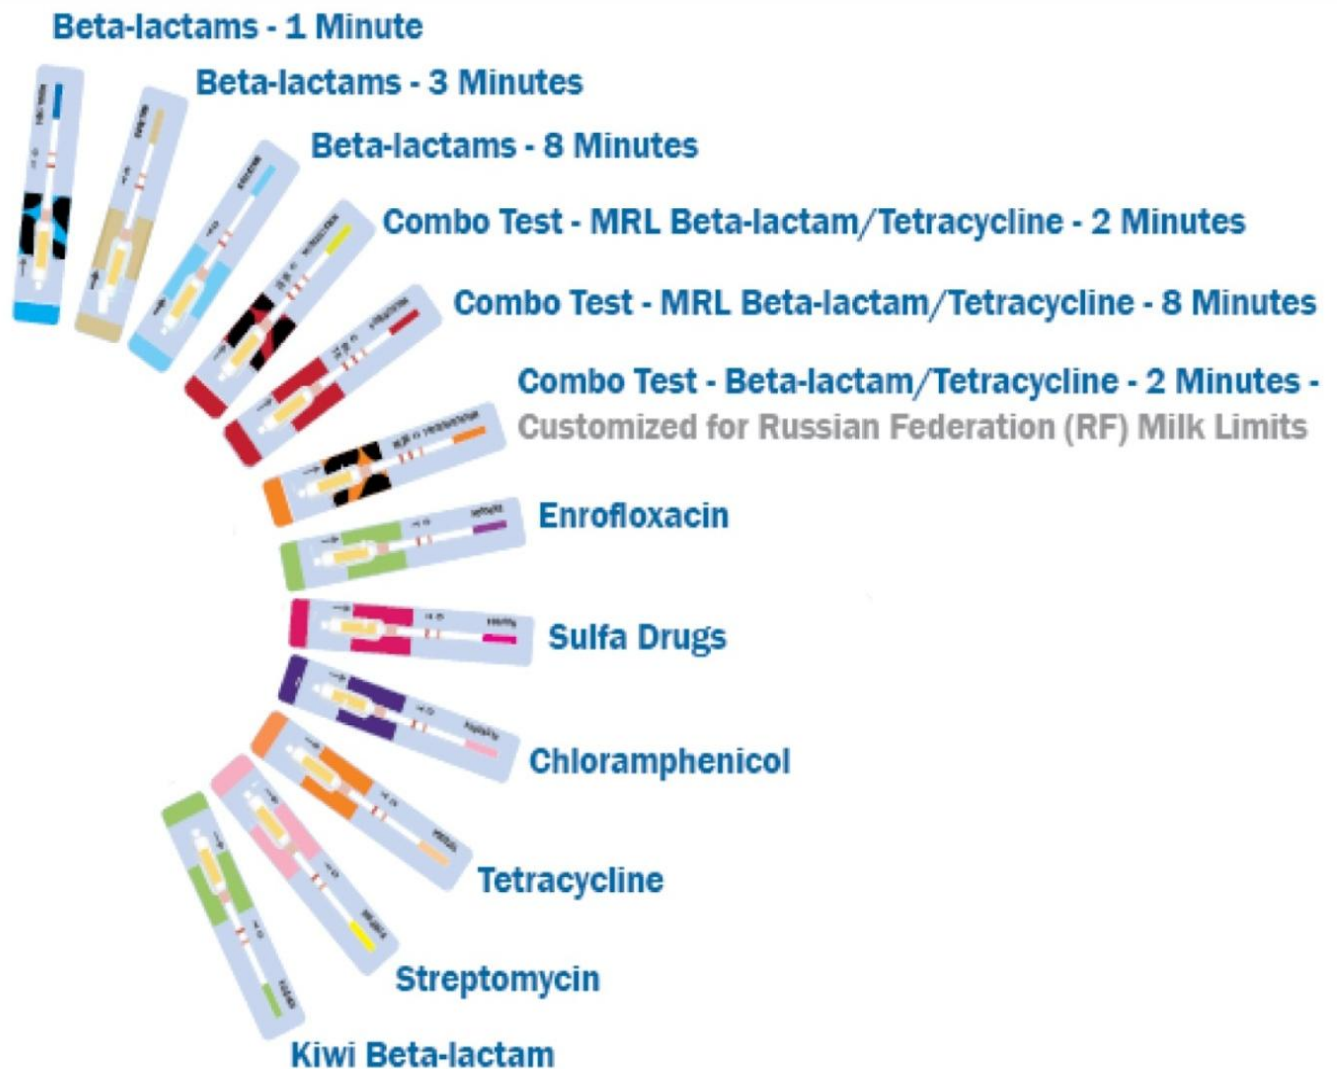 Beta-lactams - 1 Minute
Beta-lactams - 3 Minutes
Beta-lactams - 8 Minutes
Combo Test - MRL Beta-lactam/Tetracycline - 2 Minutes
Combo Test - MRL Beta-lactam/Tetracycline - 8 Minutes
Combo Test - Beta-lactam/Tetracycline - 2 Minutes -
Customized for Russian Federation (RF) Milk Limits
Enrofloxacin
Sulfa Drugs
Chloramphenicol
Tetracycline
Streptomycin
Kiwi Beta-lactam